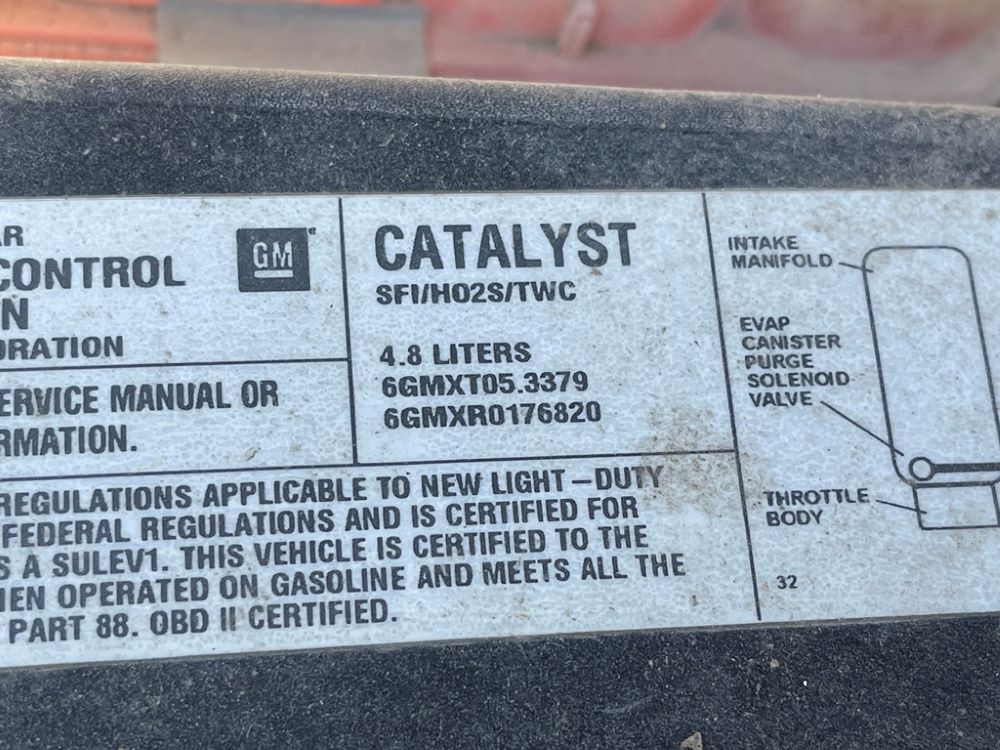 AR
CONTROL
N
ORATION
GM
ERVICE MANUAL OR
RMATION.
CATALYST
SFI/HO2S/TWC
4.8 LITERS
6GMXT05.3379
6GMXR0176820
REGULATIONS APPLICABLE TO NEW LIGHT-DUTY
FEDERAL REGULATIONS AND IS CERTIFIED FOR
S A SULEV1. THIS VEHICLE IS CERTIFIED TO THE
EN OPERATED ON GASOLINE AND MEETS ALL THE
PART 88. OBD II CERTIFIED.
INTAKE
MANIFOLD
EVAP
CANISTER
PURGE
SOLENOID
VALVE
THROTTLE
BODY
32